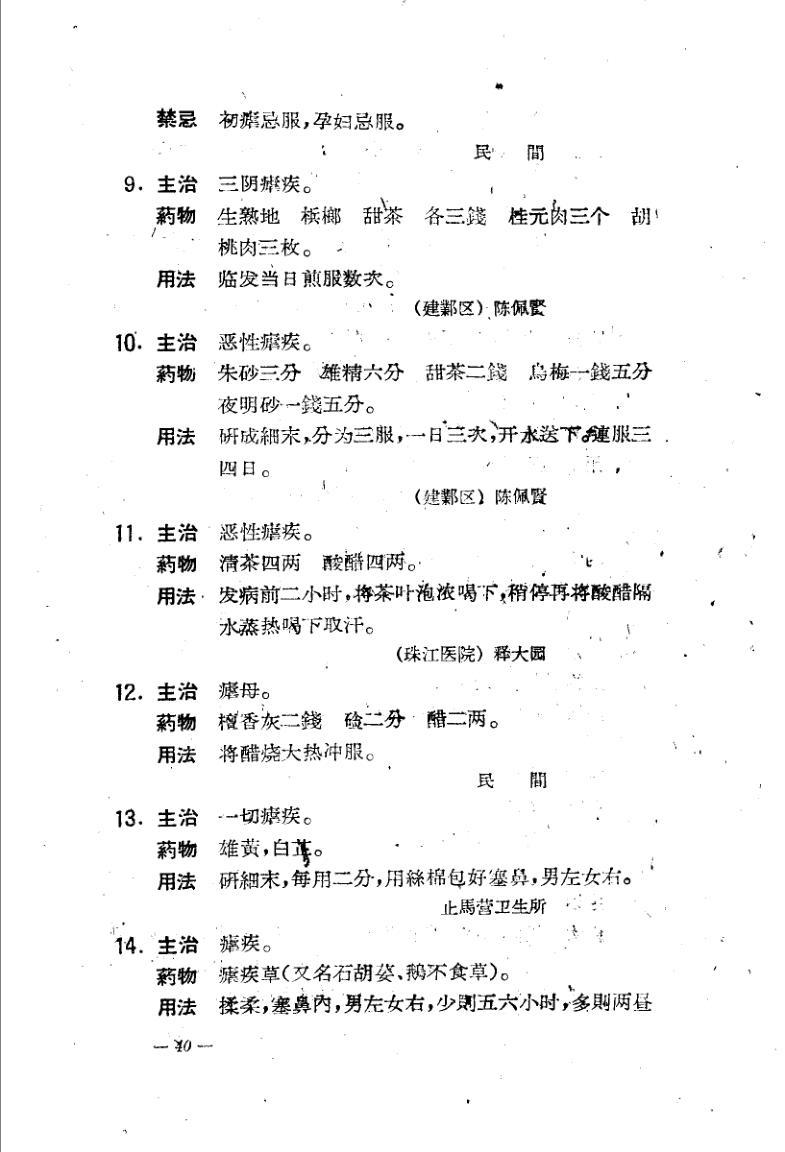 禁忌 初瘧忌服，孕妇忌服。
民 間
9. 主治 三阴瘧疾。
葯物 生熟地 槟榔 甜茶 各三錢 桂元肉三个 胡
桃肉三枚。
用法 临发当日煎服数次。
(建鄴区) 陈佩賢
10. 主治 恶性瘧疾。
葯物 朱砂三分 雄精六分 甜茶二錢 烏梅一錢五分
夜明砂一錢五分。
用法 研成細末，分为三服，一日三次，开水送下。連服三
四日。
(建鄴区) 陈佩賢
11. 主治 恶性瘧疾。
葯物 清茶四两 酸醋四两。
用法 发病前二小时，将茶叶泡浓喝下，稍停再将酸醋隔
水蒸热喝下取汗。
(珠江医院) 释大园
12. 主治 瘧母。
葯物 檀香灰二錢 硷二分 醋二两。
用法 将醋烧大热冲服。
民 間
13. 主治 一切瘧疾。
葯物 雄黃，白芷。
用法 研細末，每用二分，用絲棉包好塞鼻，男左女右。
止馬营卫生所
14. 主治 瘧疾。
葯物 瘧疾草(又名石胡荽、鹅不食草)。
用法 揉柔，塞鼻內，男左女右，少則五六小时，多則两昼
— 40 —